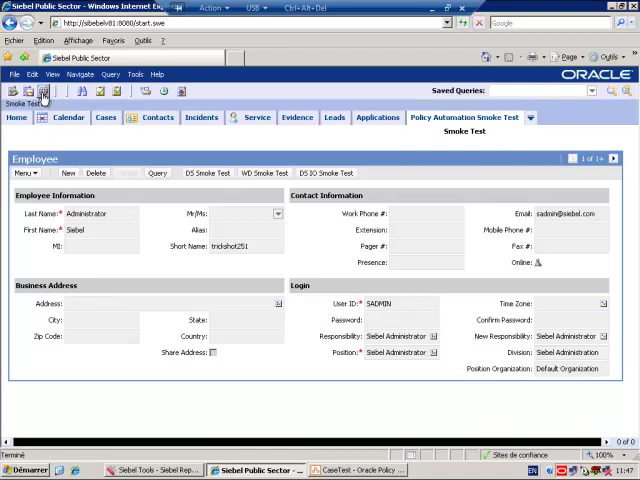 Siebel Public Sector - Windows Internet Ex
Action
USB
Ctrl-Alt-Del
http://siebelv81:8080/start.swe
Google
Fichier Edition Affichage Favoris Outils ?
Siebel Public Sector
Page Outils
File Edit View Navigate Query Tools Help
ORACLE
Saved Queries:
Smoke Test
Home Calendar Cases Contacts Incidents Service Evidence Leads Applications Policy Automation Smoke Test
Smoke Test
Employee
1 of 1+
Menu New Delete Query DS Smoke Test WD Smoke Test DS IO Smoke Test
Employee Information Contact Information
Last Name:* Administrator Mr/Ms: Work Phone #: Email: sadmin@siebel.com
First Name:* Siebel Alias: Extension: Mobile Phone #:
MI: Short Name: trickshot251 Pager #: Fax #:
Presence: Online:
Business Address Login
Address: User ID:* SADMIN Time Zone:
City: State: Password: Confirm Password:
Zip Code: Country: Responsibility:* Siebel Administrator New Responsibility:* Siebel Administrator
Share Address: Position:* Siebel Administrator Division: Siebel Administration
Position Organization: Default Organization
0 of 0
Terminé
Sites de confiance
100%
Démarrer
Siebel Tools - Siebel Rep...
Siebel Public Sector - ...
CaseTest - Oracle Policy ...
EN
11:47